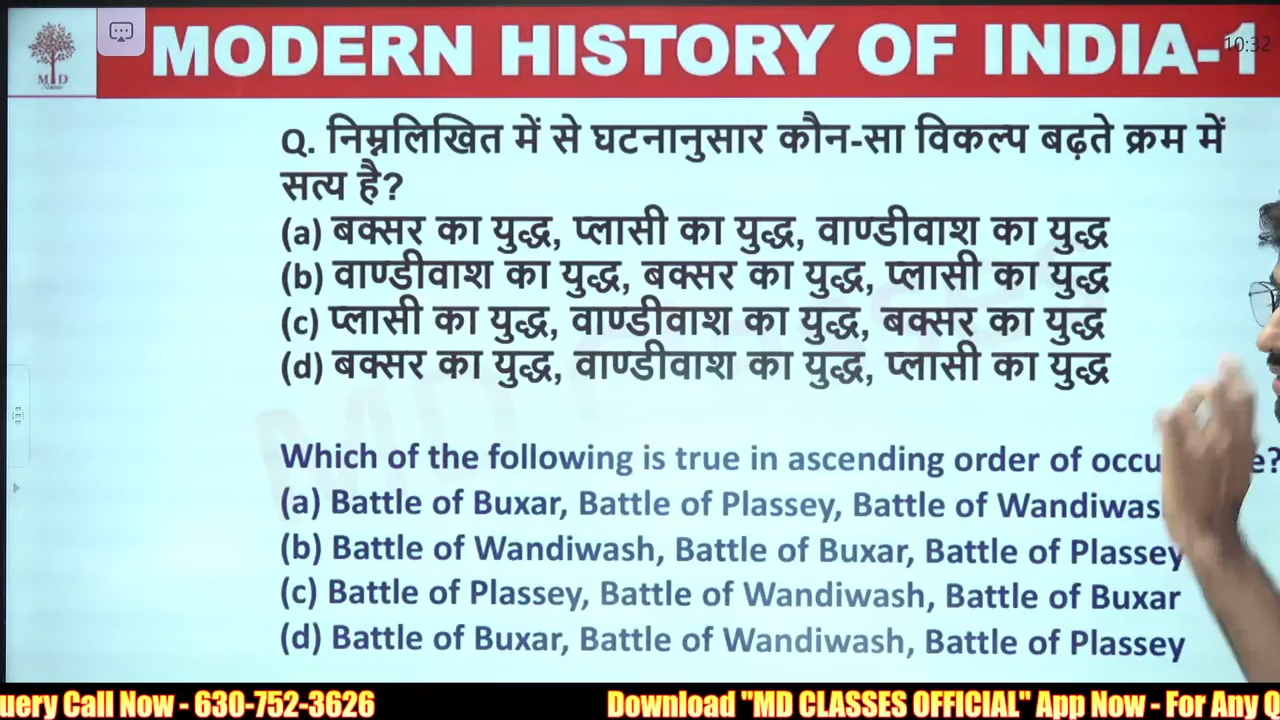 MODERN HISTORY OF INDIA-1
10:32
MD
Q. निम्नलिखित में से घटनानुसार कौन-सा विकल्प बढ़ते क्रम में
सत्य है?
(a) बक्सर का युद्ध, प्लासी का युद्ध, वाण्डीवाश का युद्ध
(b) वाण्डीवाश का युद्ध, बक्सर का युद्ध, प्लासी का युद्ध
(c) प्लासी का युद्ध, वाण्डीवाश का युद्ध, बक्सर का युद्ध
(d) बक्सर का युद्ध, वाण्डीवाश का युद्ध, प्लासी का युद्ध
Which of the following is true in ascending order of occu e?
(a) Battle of Buxar, Battle of Plassey, Battle of Wandiwas
(b) Battle of Wandiwash, Battle of Buxar, Battle of Plassey
(c) Battle of Plassey, Battle of Wandiwash, Battle of Buxar
(d) Battle of Buxar, Battle of Wandiwash, Battle of Plassey
uery Call Now - 630-752-3626 Download "MD CLASSES OFFICIAL" App Now - For Any Q